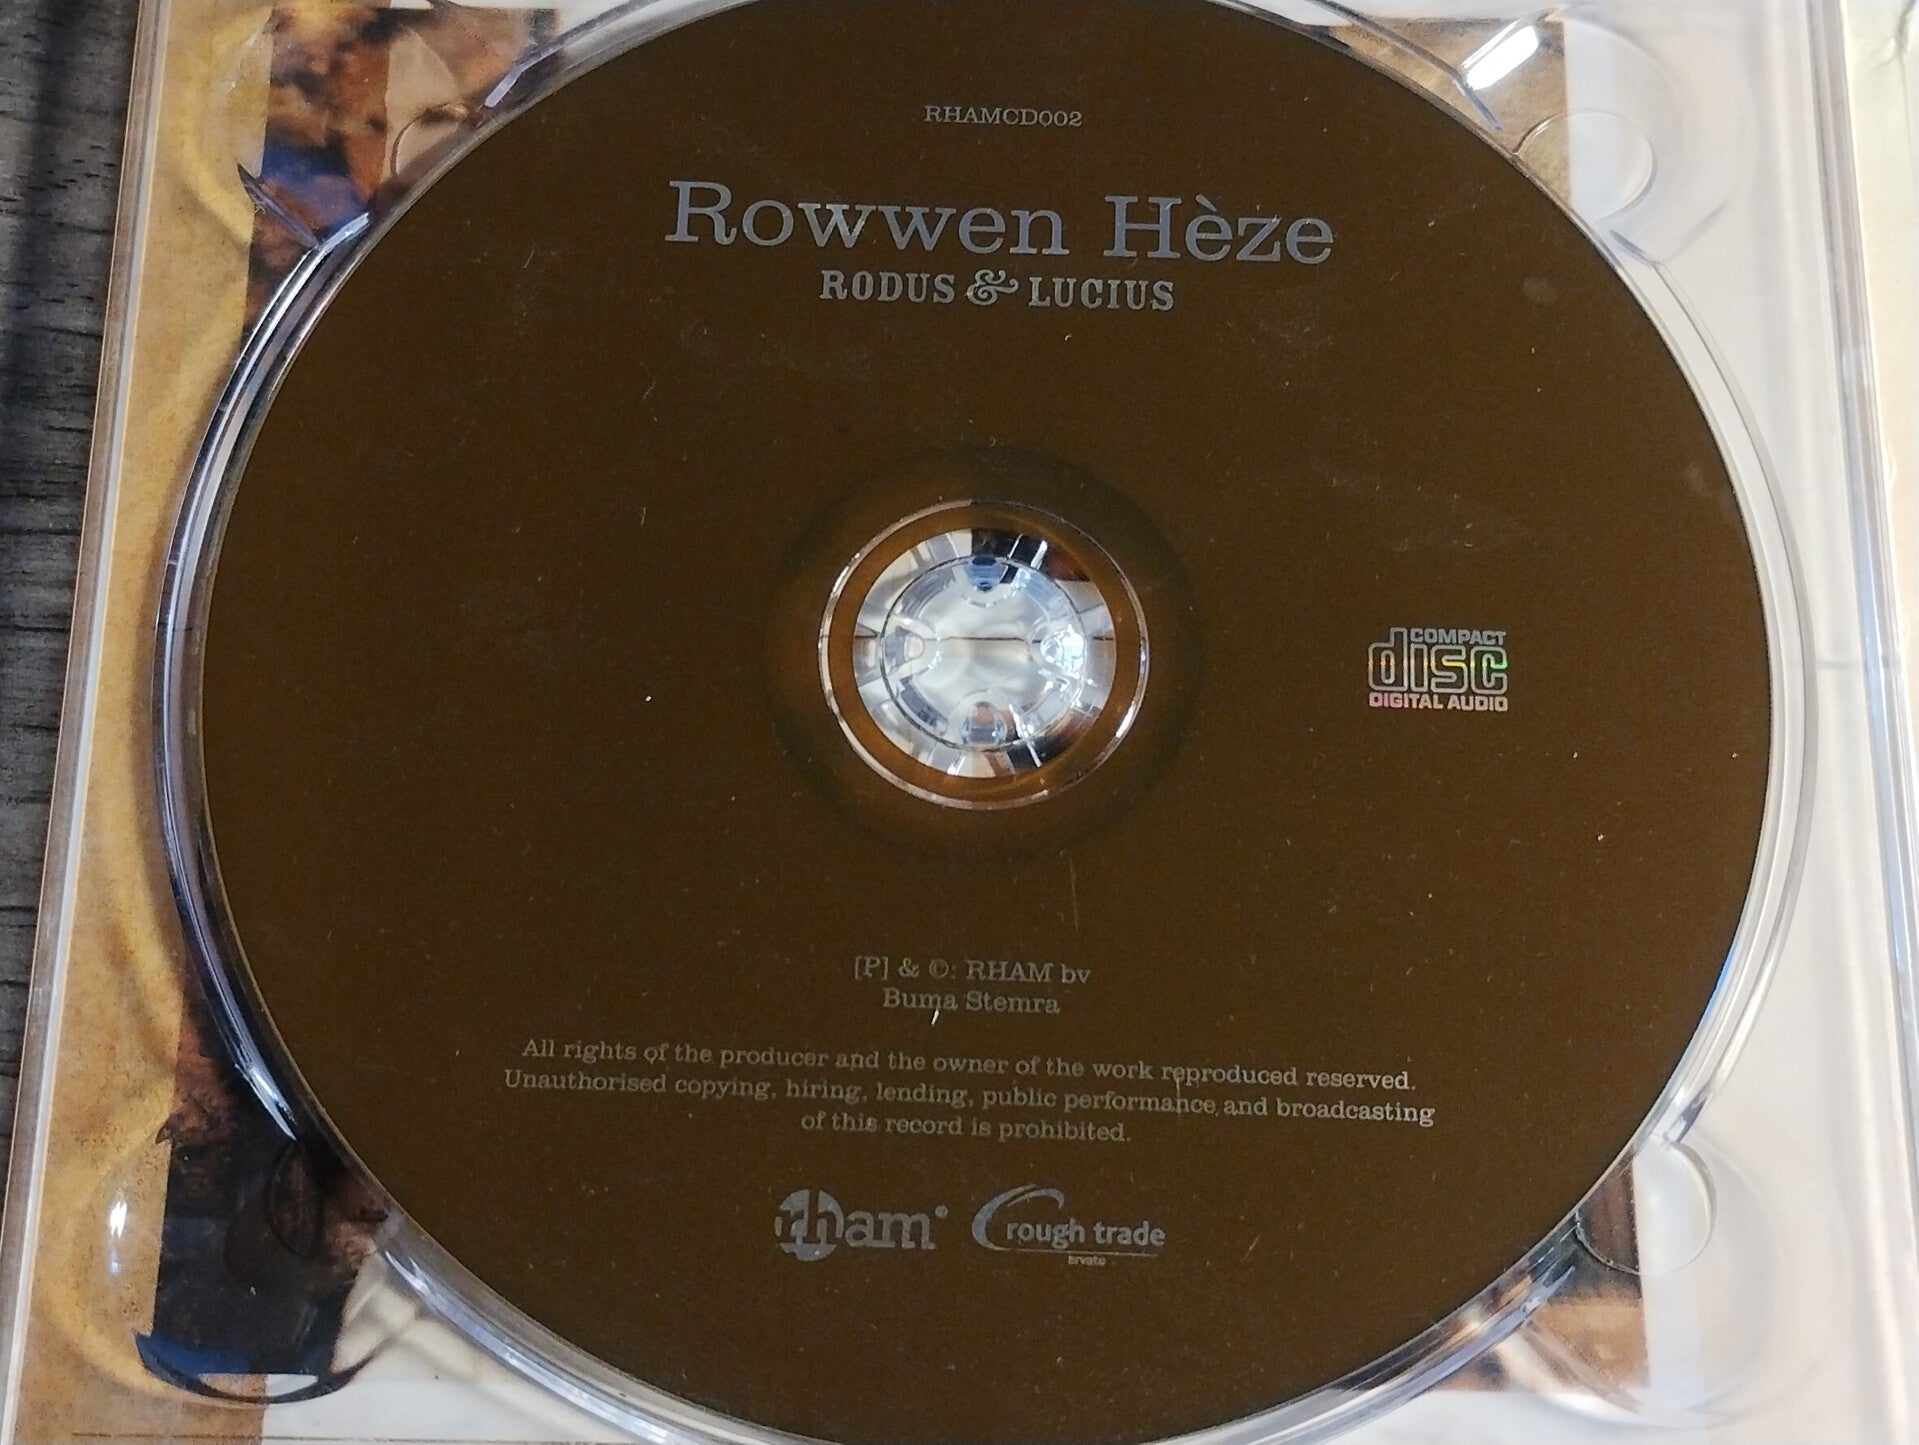 RHAMCD002
Rowwen Hèze
RODUS & LUCIUS
COMPACT
disc
DIGITAL AUDIO
[P] & ©: RHAM bv
Buma Stemra
All rights of the producer and the owner of the work reproduced reserved.
Unauthorised copying, hiring, lending, public performance and broadcasting
of this record is prohibited.
rham
rough trade
arvato